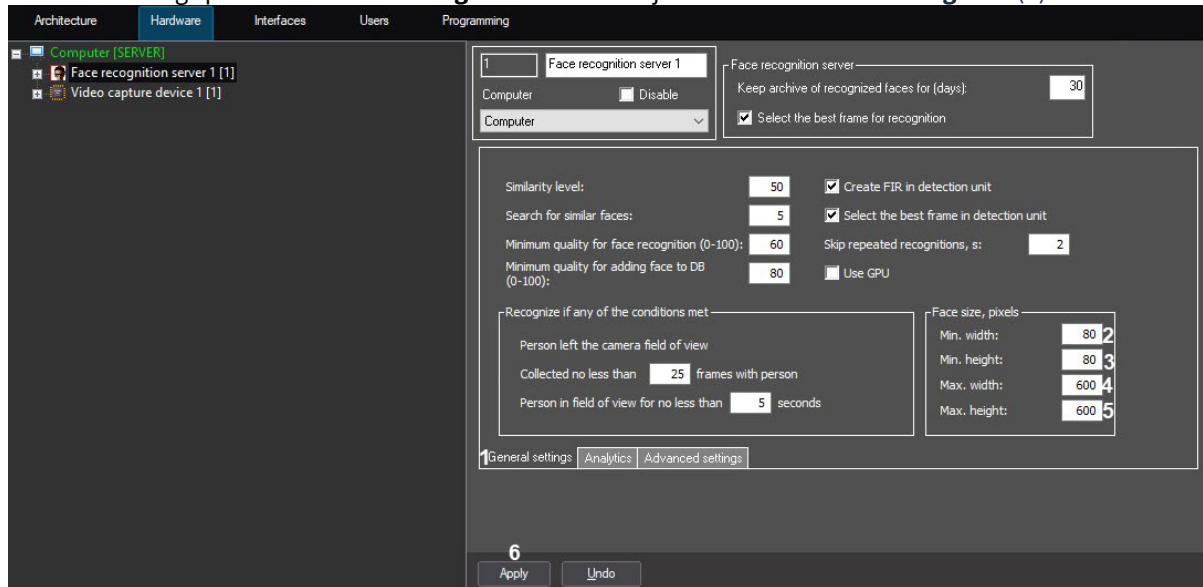 Architecture Hardware Interfaces Users Programming
Computer [SERVER]
Face recognition server 1 [1]
Video capture device 1 [1]
1 Face recognition server 1
Computer Disable
Computer
Face recognition server
Keep archive of recognized faces for (days): 30
Select the best frame for recognition
Similarity level: 50 Create FIR in detection unit
Search for similar faces: 5 Select the best frame in detection unit
Minimum quality for face recognition (0-100): 60 Skip repeated recognitions, s: 2
Minimum quality for adding face to DB
(0-100): 80 Use GPU
Recognize if any of the conditions met
Person left the camera field of view
Collected no less than 25 frames with person
Person in field of view for no less than 5 seconds
Face size, pixels
Min. width: 80 2
Min. height: 80 3
Max. width: 600 4
Max. height: 600 5
1 General settings Analytics Advanced settings
6
Apply Undo